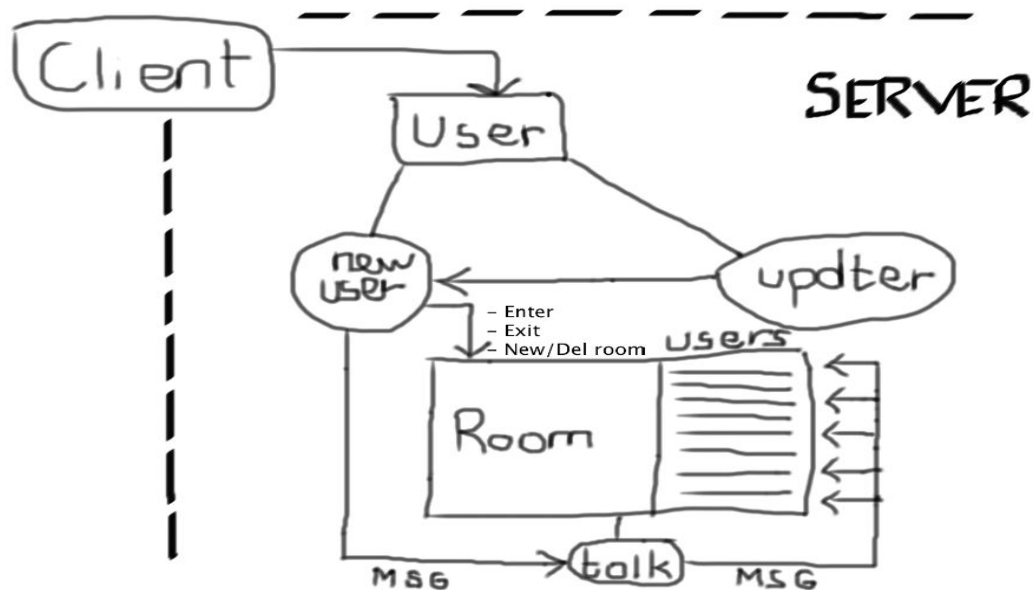 Client
SERVER
User
new
user
updter
- Enter
- Exit
- New/Del room
users
Room
talk
MSG
MSG